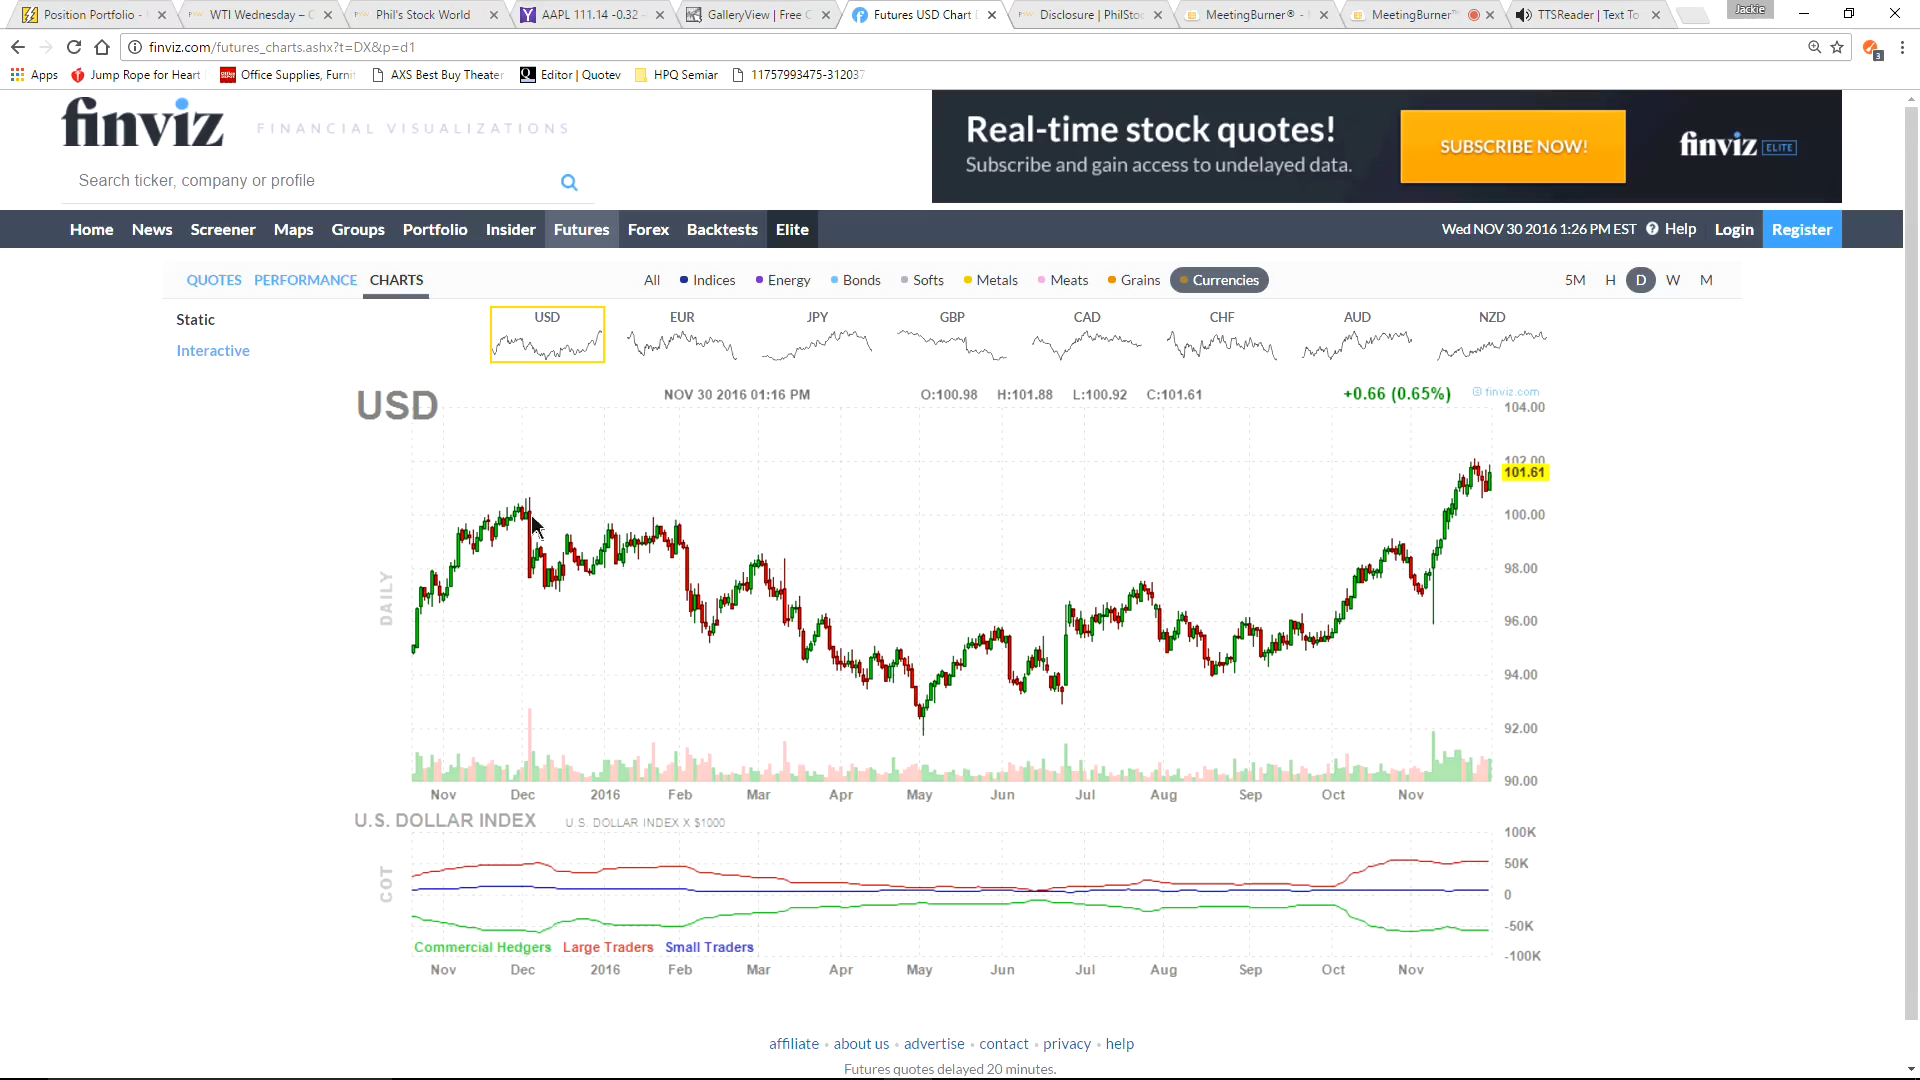 Position Portfolio -
WTI Wednesday –
Phil's Stock World
AAPL 111.14 -0.32
GalleryView | Free
Futures USD Chart
Disclosure | PhilSto
MeetingBurner® -
MeetingBurner™
TTSReader | Text To
Jackie
finviz.com/futures_charts.ashx?t=DX&p=d1
3
Apps Jump Rope for Heart Office Supplies, Furni AXS Best Buy Theater Editor | Quotev HPQ Semiar 11757993475-312037
finviz FINANCIAL VISUALIZATIONS
Real-time stock quotes!
Subscribe and gain access to undelayed data.
SUBSCRIBE NOW!
finviz ELITE
Search ticker, company or profile
Home News Screener Maps Groups Portfolio Insider Futures Forex Backtests Elite Wed NOV 30 2016 1:26 PM EST Help Login Register
QUOTES PERFORMANCE CHARTS All Indices Energy Bonds Softs Metals Meats Grains Currencies 5M H D W M
Static
Interactive
USD EUR JPY GBP CAD CHF AUD NZD
USD NOV 30 2016 01:16 PM O:100.98 H:101.88 L:100.92 C:101.61 +0.66 (0.65%) © finviz.com
104.00
102.00
101.61
100.00
98.00
96.00
94.00
92.00
90.00
DAILY
Nov Dec 2016 Feb Mar Apr May Jun Jul Aug Sep Oct Nov
U.S. DOLLAR INDEX U.S. DOLLAR INDEX X $1000
100K
50K
0
-50K
-100K
COT
Commercial Hedgers Large Traders Small Traders
Nov Dec 2016 Feb Mar Apr May Jun Jul Aug Sep Oct Nov
affiliate • about us • advertise • contact • privacy • help
Futures quotes delayed 20 minutes.